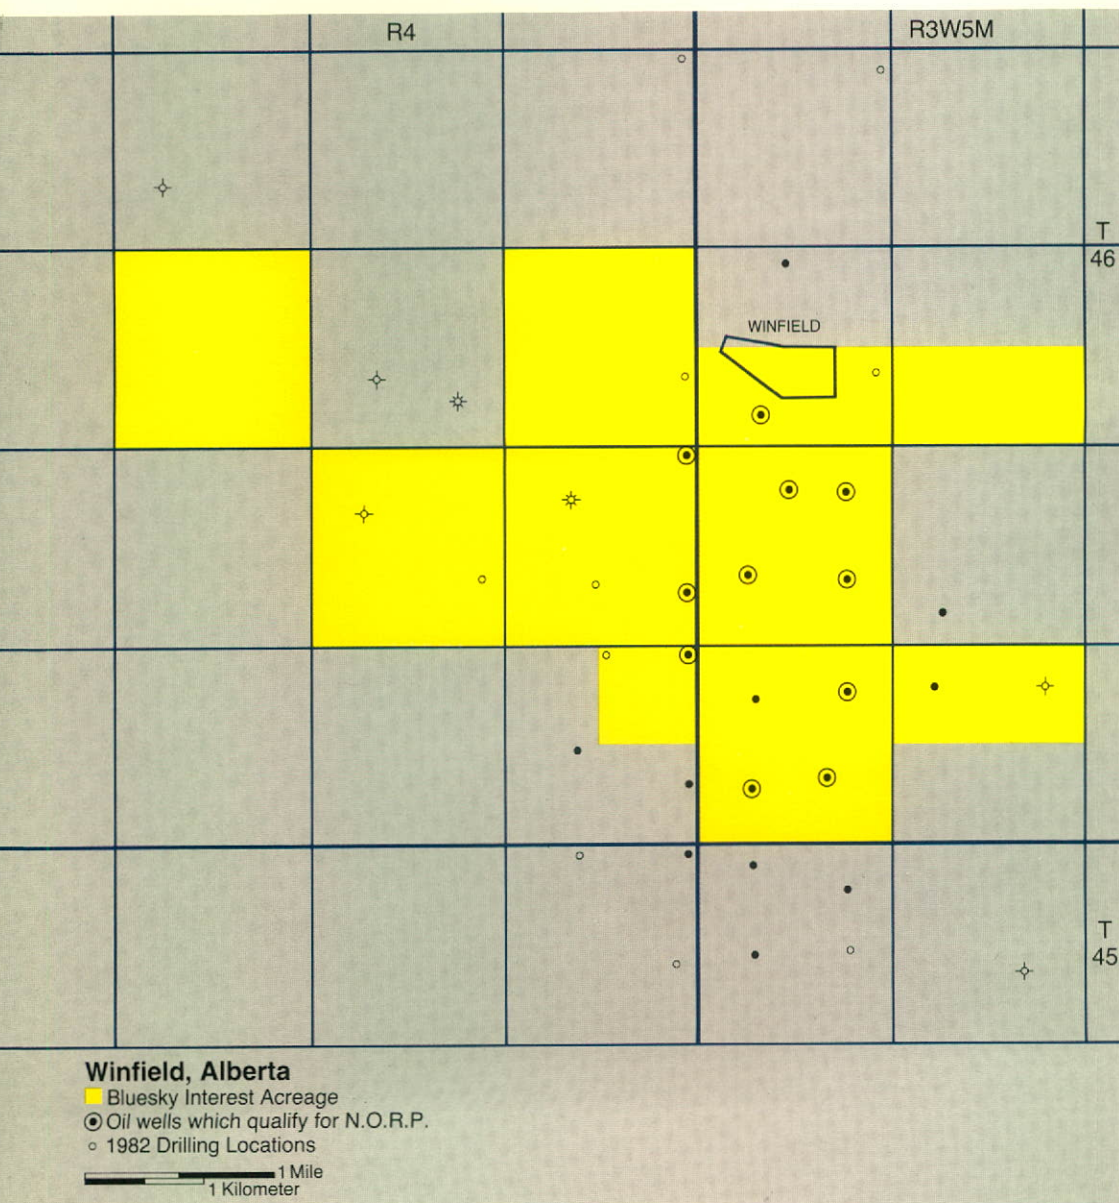 R4
R3W5M
T
46
WINFIELD
T
45
Winfield, Alberta
Bluesky Interest Acreage
Oil wells which qualify for N.O.R.P.
1982 Drilling Locations
1 Mile
1 Kilometer